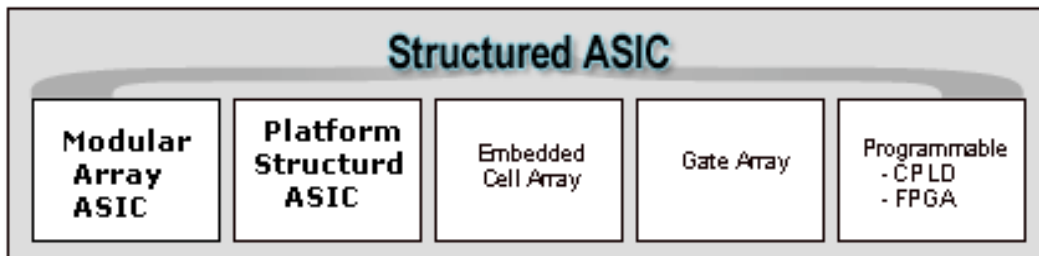 Structured ASIC
Modular
Array
ASIC
Platform
Structurd
ASIC
Embedded
Cell Array
Gate Array
Programmable
- CPLD
- FPGA